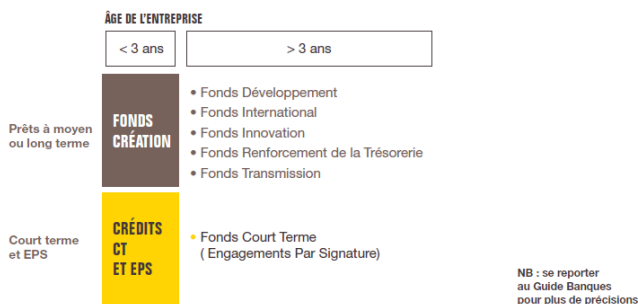 ÂGE DE L'ENTREPRISE
< 3 ans
> 3 ans
Prêts à moyen
ou long terme
FONDS
CRÉATION
• Fonds Développement
• Fonds International
• Fonds Innovation
• Fonds Renforcement de la Trésorerie
• Fonds Transmission
Court terme
et EPS
CRÉDITS
CT
ET EPS
• Fonds Court Terme
( Engagements Par Signature)
NB : se reporter
au Guide Banques
pour plus de précisions